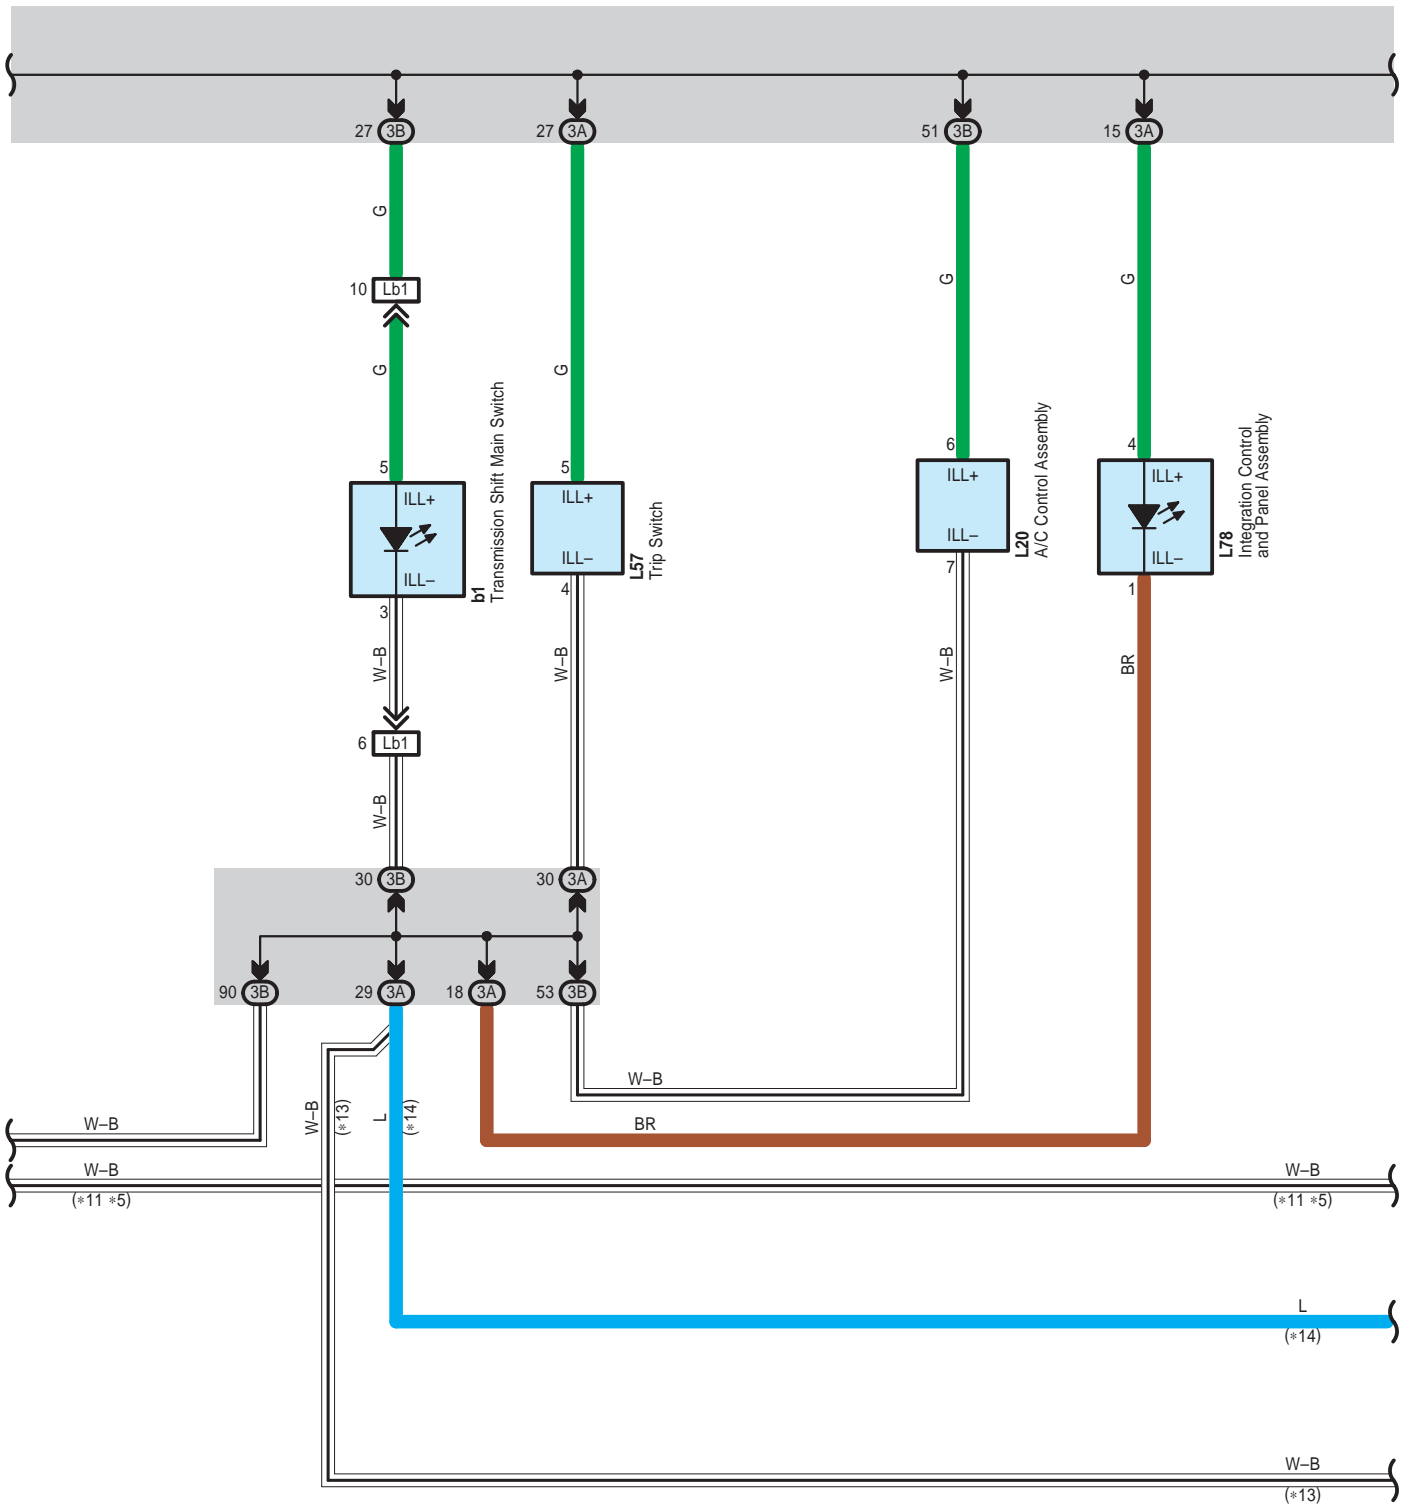 27 3B
27 3A
51 3B
15 3A
G
G
G
10 Lb1
G
G
5
5
6
4
ILL+
ILL–
b1
Transmission Shift Main Switch
ILL+
ILL–
L57
Trip Switch
ILL+
ILL–
L20
A/C Control Assembly
ILL+
ILL–
L78
Integration Control
and Panel Assembly
3
4
7
1
W–B
W–B
W–B
BR
6 Lb1
W–B
30 3B
30 3A
90 3B
29 3A
18 3A
53 3B
W–B
W–B
(*13)
L
(*14)
W–B
BR
W–B
(*11 *5)
W–B
(*11 *5)
L
(*14)
W–B
(*13)